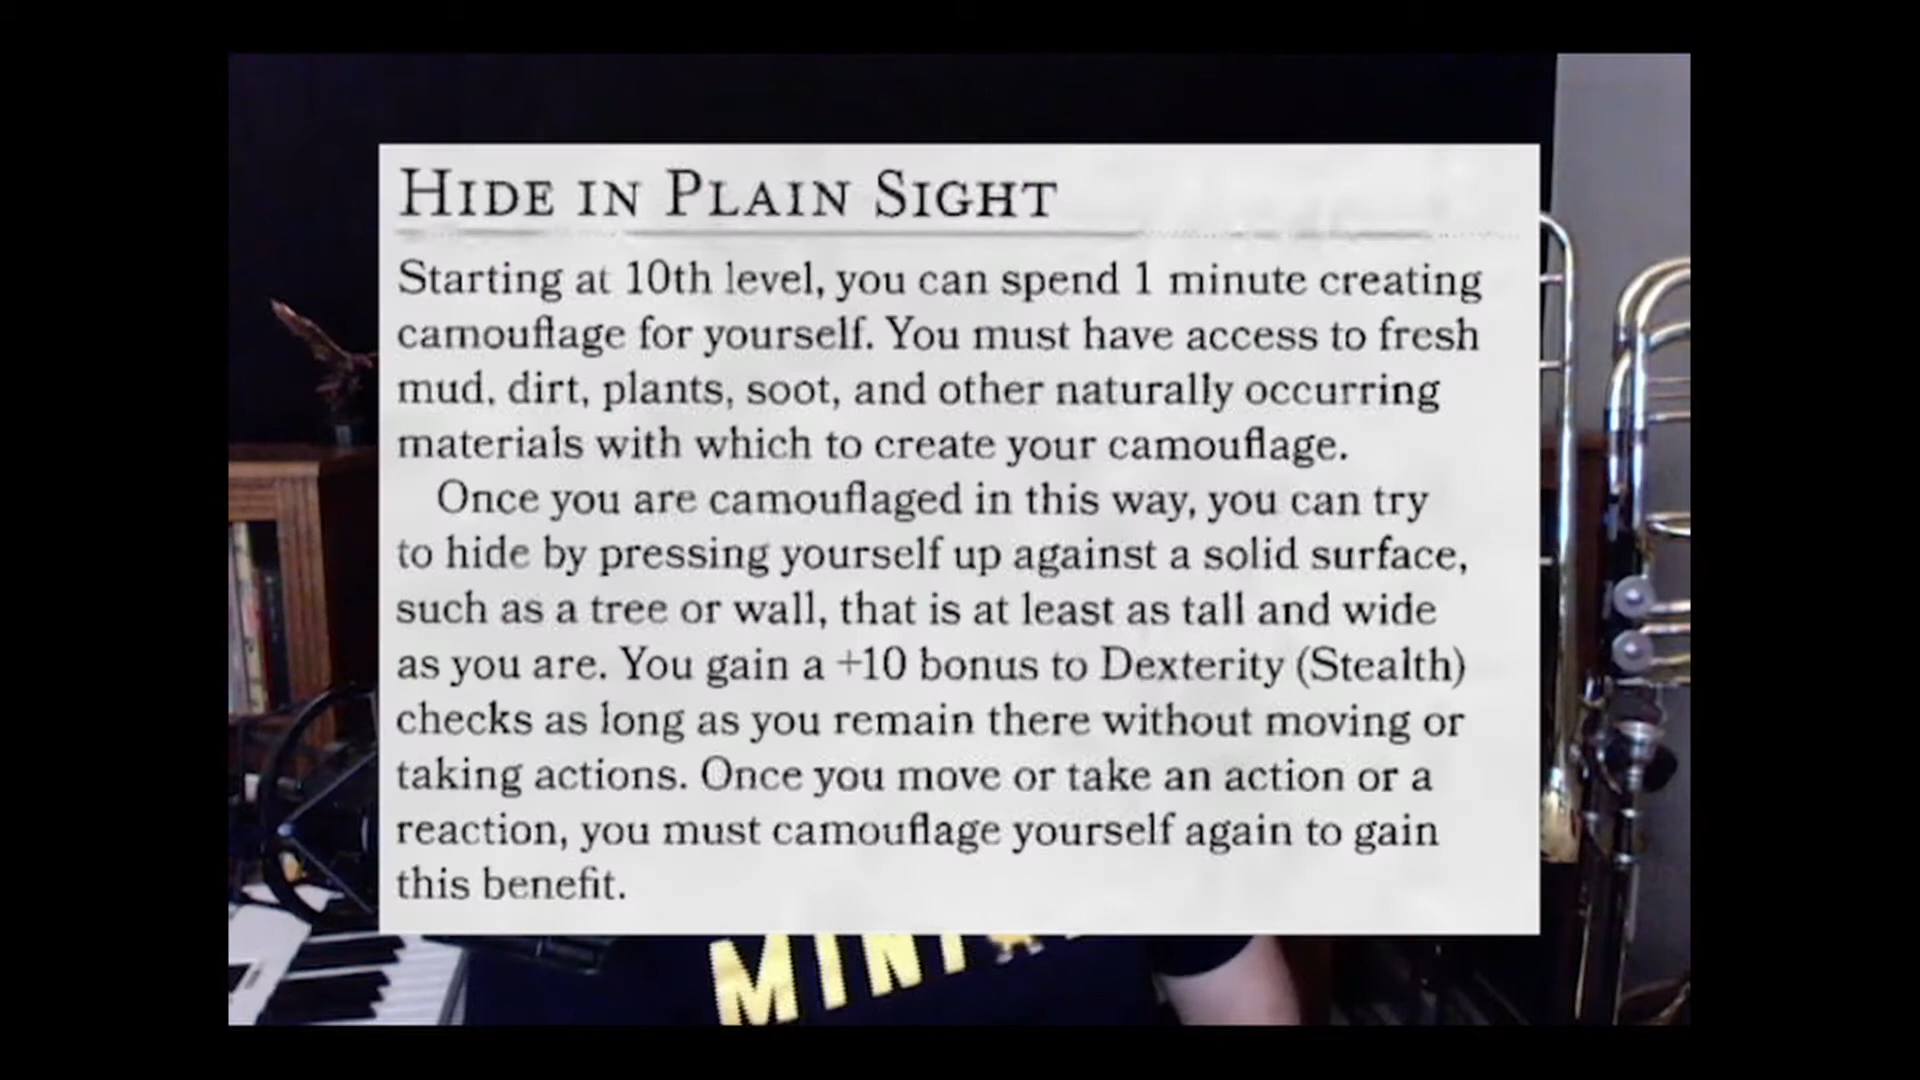 HIDE IN PLAIN SIGHT
Starting at 10th level, you can spend 1 minute creating
camouflage for yourself. You must have access to fresh
mud, dirt, plants, soot, and other naturally occurring
materials with which to create your camouflage.
Once you are camouflaged in this way, you can try
to hide by pressing yourself up against a solid surface,
such as a tree or wall, that is at least as tall and wide
as you are. You gain a +10 bonus to Dexterity (Stealth)
checks as long as you remain there without moving or
taking actions. Once you move or take an action or a
reaction, you must camouflage yourself again to gain
this benefit.